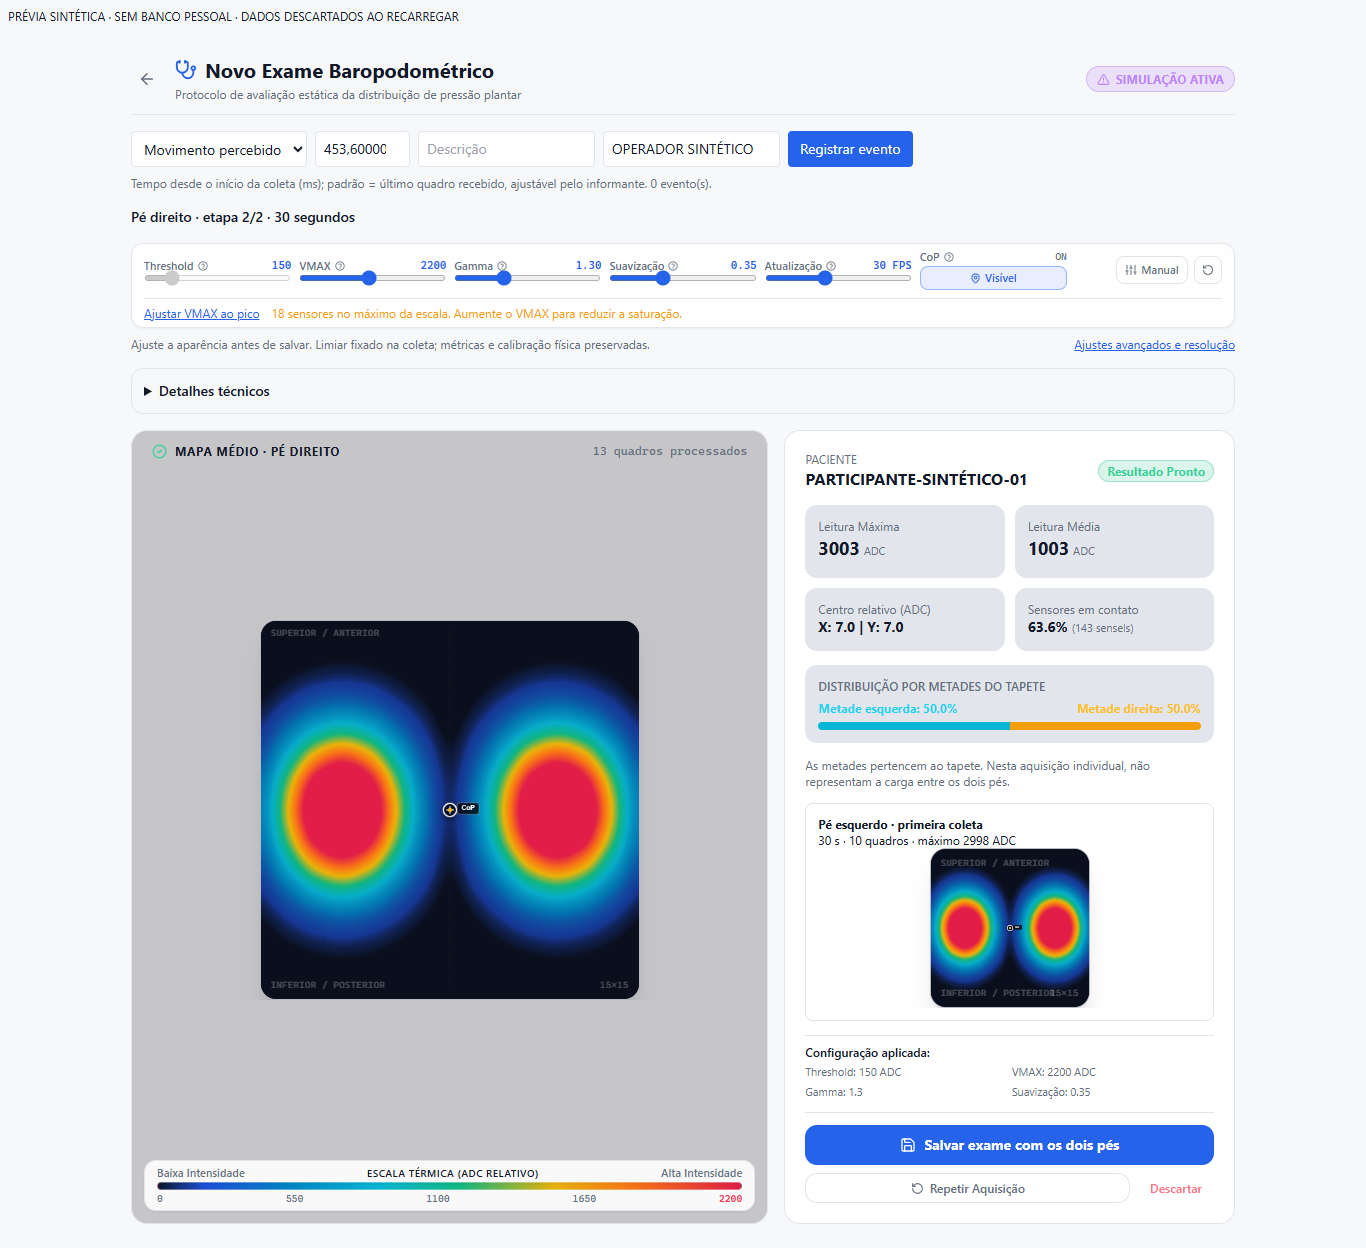 PRÉVIA SINTÉTICA · SEM BANCO PESSOAL · DADOS DESCARTADOS AO RECARREGAR
Novo Exame Baropodométrico
Protocolo de avaliação estática da distribuição de pressão plantar
SIMULAÇÃO ATIVA
Movimento percebido
453,60000
Descrição
OPERADOR SINTÉTICO
Registrar evento
Tempo desde o início da coleta (ms); padrão = último quadro recebido, ajustável pelo informante. 0 evento(s).
Pé direito · etapa 2/2 · 30 segundos
Threshold 150
VMAX 2200
Gamma 1.30
Suavização 0.35
Atualização 30 FPS
CoP ON
Visível
Manual
Ajustar VMAX ao pico
18 sensores no máximo da escala. Aumente o VMAX para reduzir a saturação.
Ajuste a aparência antes de salvar. Limiar fixado na coleta; métricas e calibração física preservadas.
Ajustes avançados e resolução
Detalhes técnicos
MAPA MÉDIO · PÉ DIREITO
13 quadros processados
SUPERIOR / ANTERIOR
CoP
INFERIOR / POSTERIOR
15×15
Baixa Intensidade
ESCALA TÉRMICA (ADC RELATIVO)
Alta Intensidade
0 550 1100 1650 2200
PACIENTE
PARTICIPANTE-SINTÉTICO-01
Resultado Pronto
Leitura Máxima
3003 ADC
Leitura Média
1003 ADC
Centro relativo (ADC)
X: 7.0 | Y: 7.0
Sensores em contato
63.6% (143 sensels)
DISTRIBUIÇÃO POR METADES DO TAPETE
Metade esquerda: 50.0%
Metade direita: 50.0%
As metades pertencem ao tapete. Nesta aquisição individual, não
representam a carga entre os dois pés.
Pé esquerdo · primeira coleta
30 s · 10 quadros · máximo 2998 ADC
SUPERIOR / ANTERIOR
INFERIOR / POSTERIOR
15×15
Configuração aplicada:
Threshold: 150 ADC
VMAX: 2200 ADC
Gamma: 1.3
Suavização: 0.35
Salvar exame com os dois pés
Repetir Aquisição
Descartar